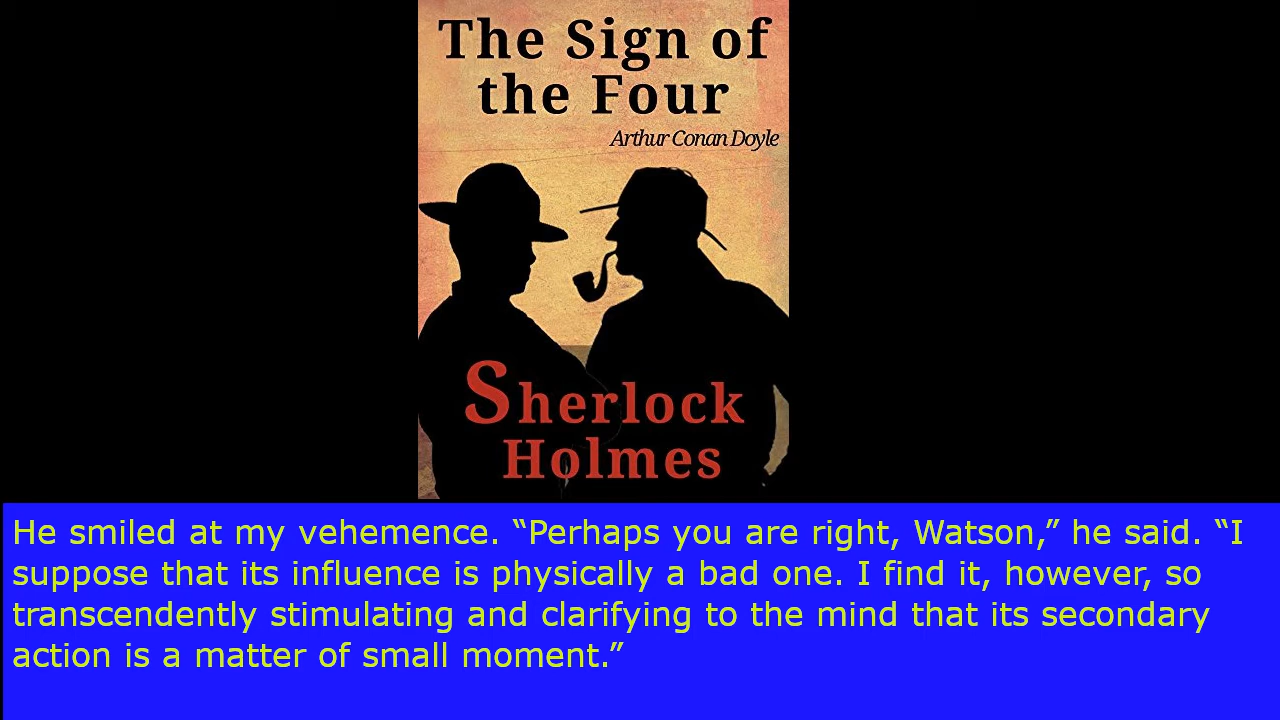 The Sign of
the Four
Arthur Conan Doyle
Sherlock
Holmes
He smiled at my vehemence. “Perhaps you are right, Watson,” he said. “I
suppose that its influence is physically a bad one. I find it, however, so
transcendently stimulating and clarifying to the mind that its secondary
action is a matter of small moment.”